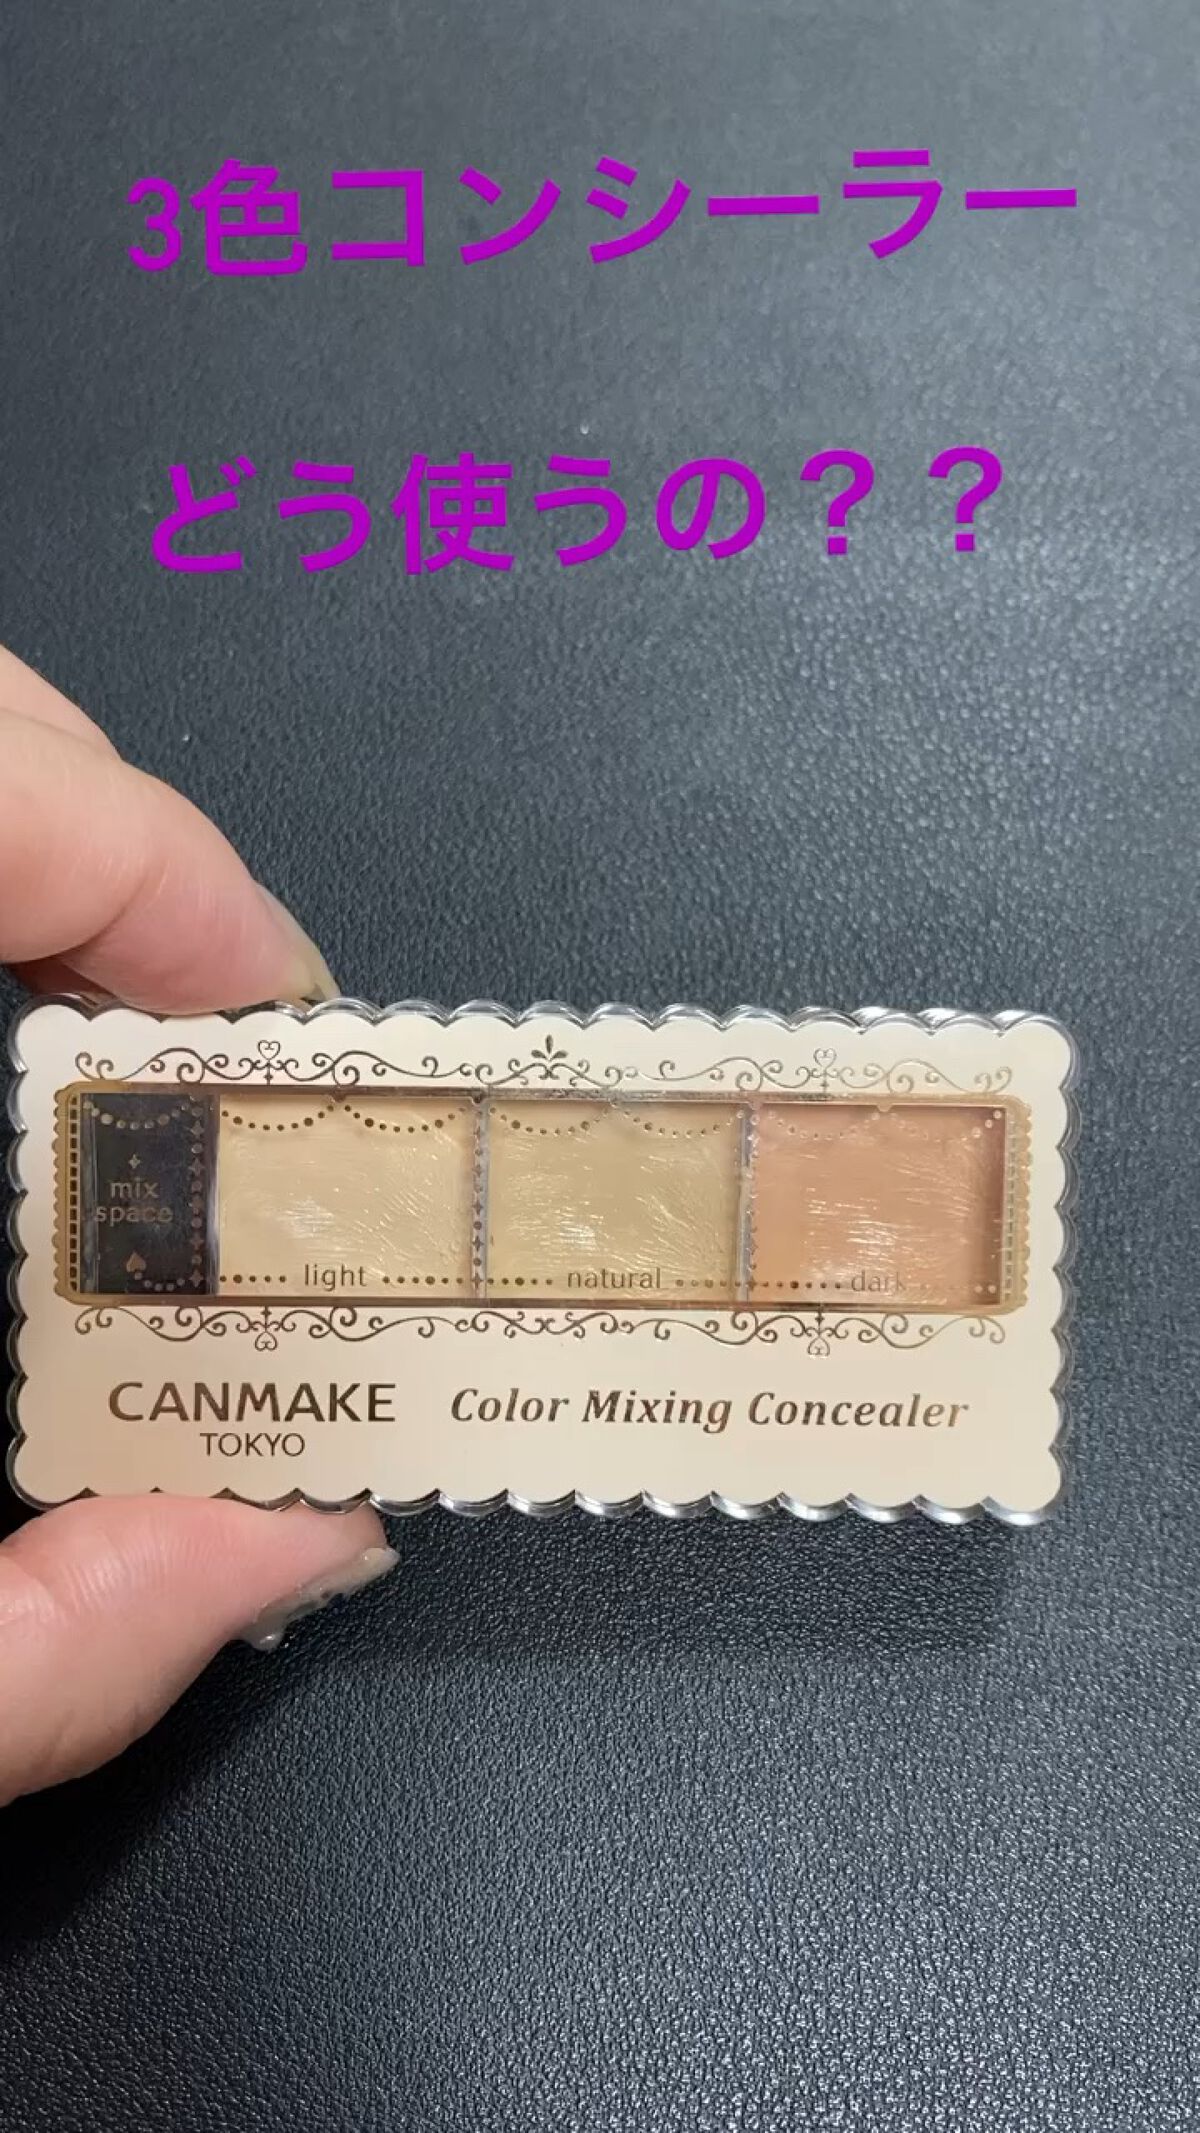 3色コンシーラー
どう使うの？？
mix
space
light
natural
dark
CANMAKE
TOKYO
Color Mixing Concealer